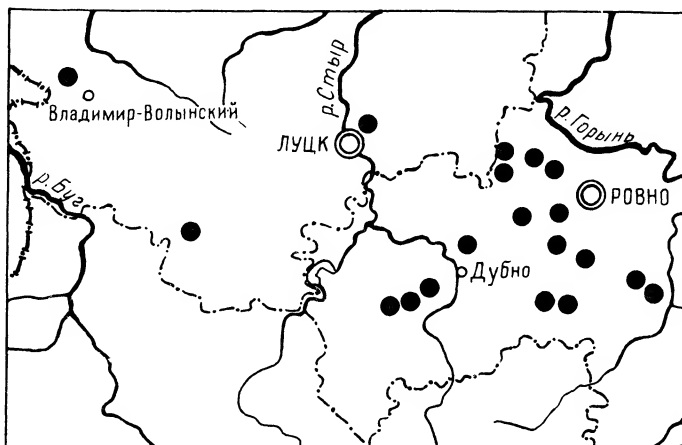 р. Стыр
Владимир-Волынский
р. Горынь
ЛУЦК
р. Буг
РОВНО
Дубно